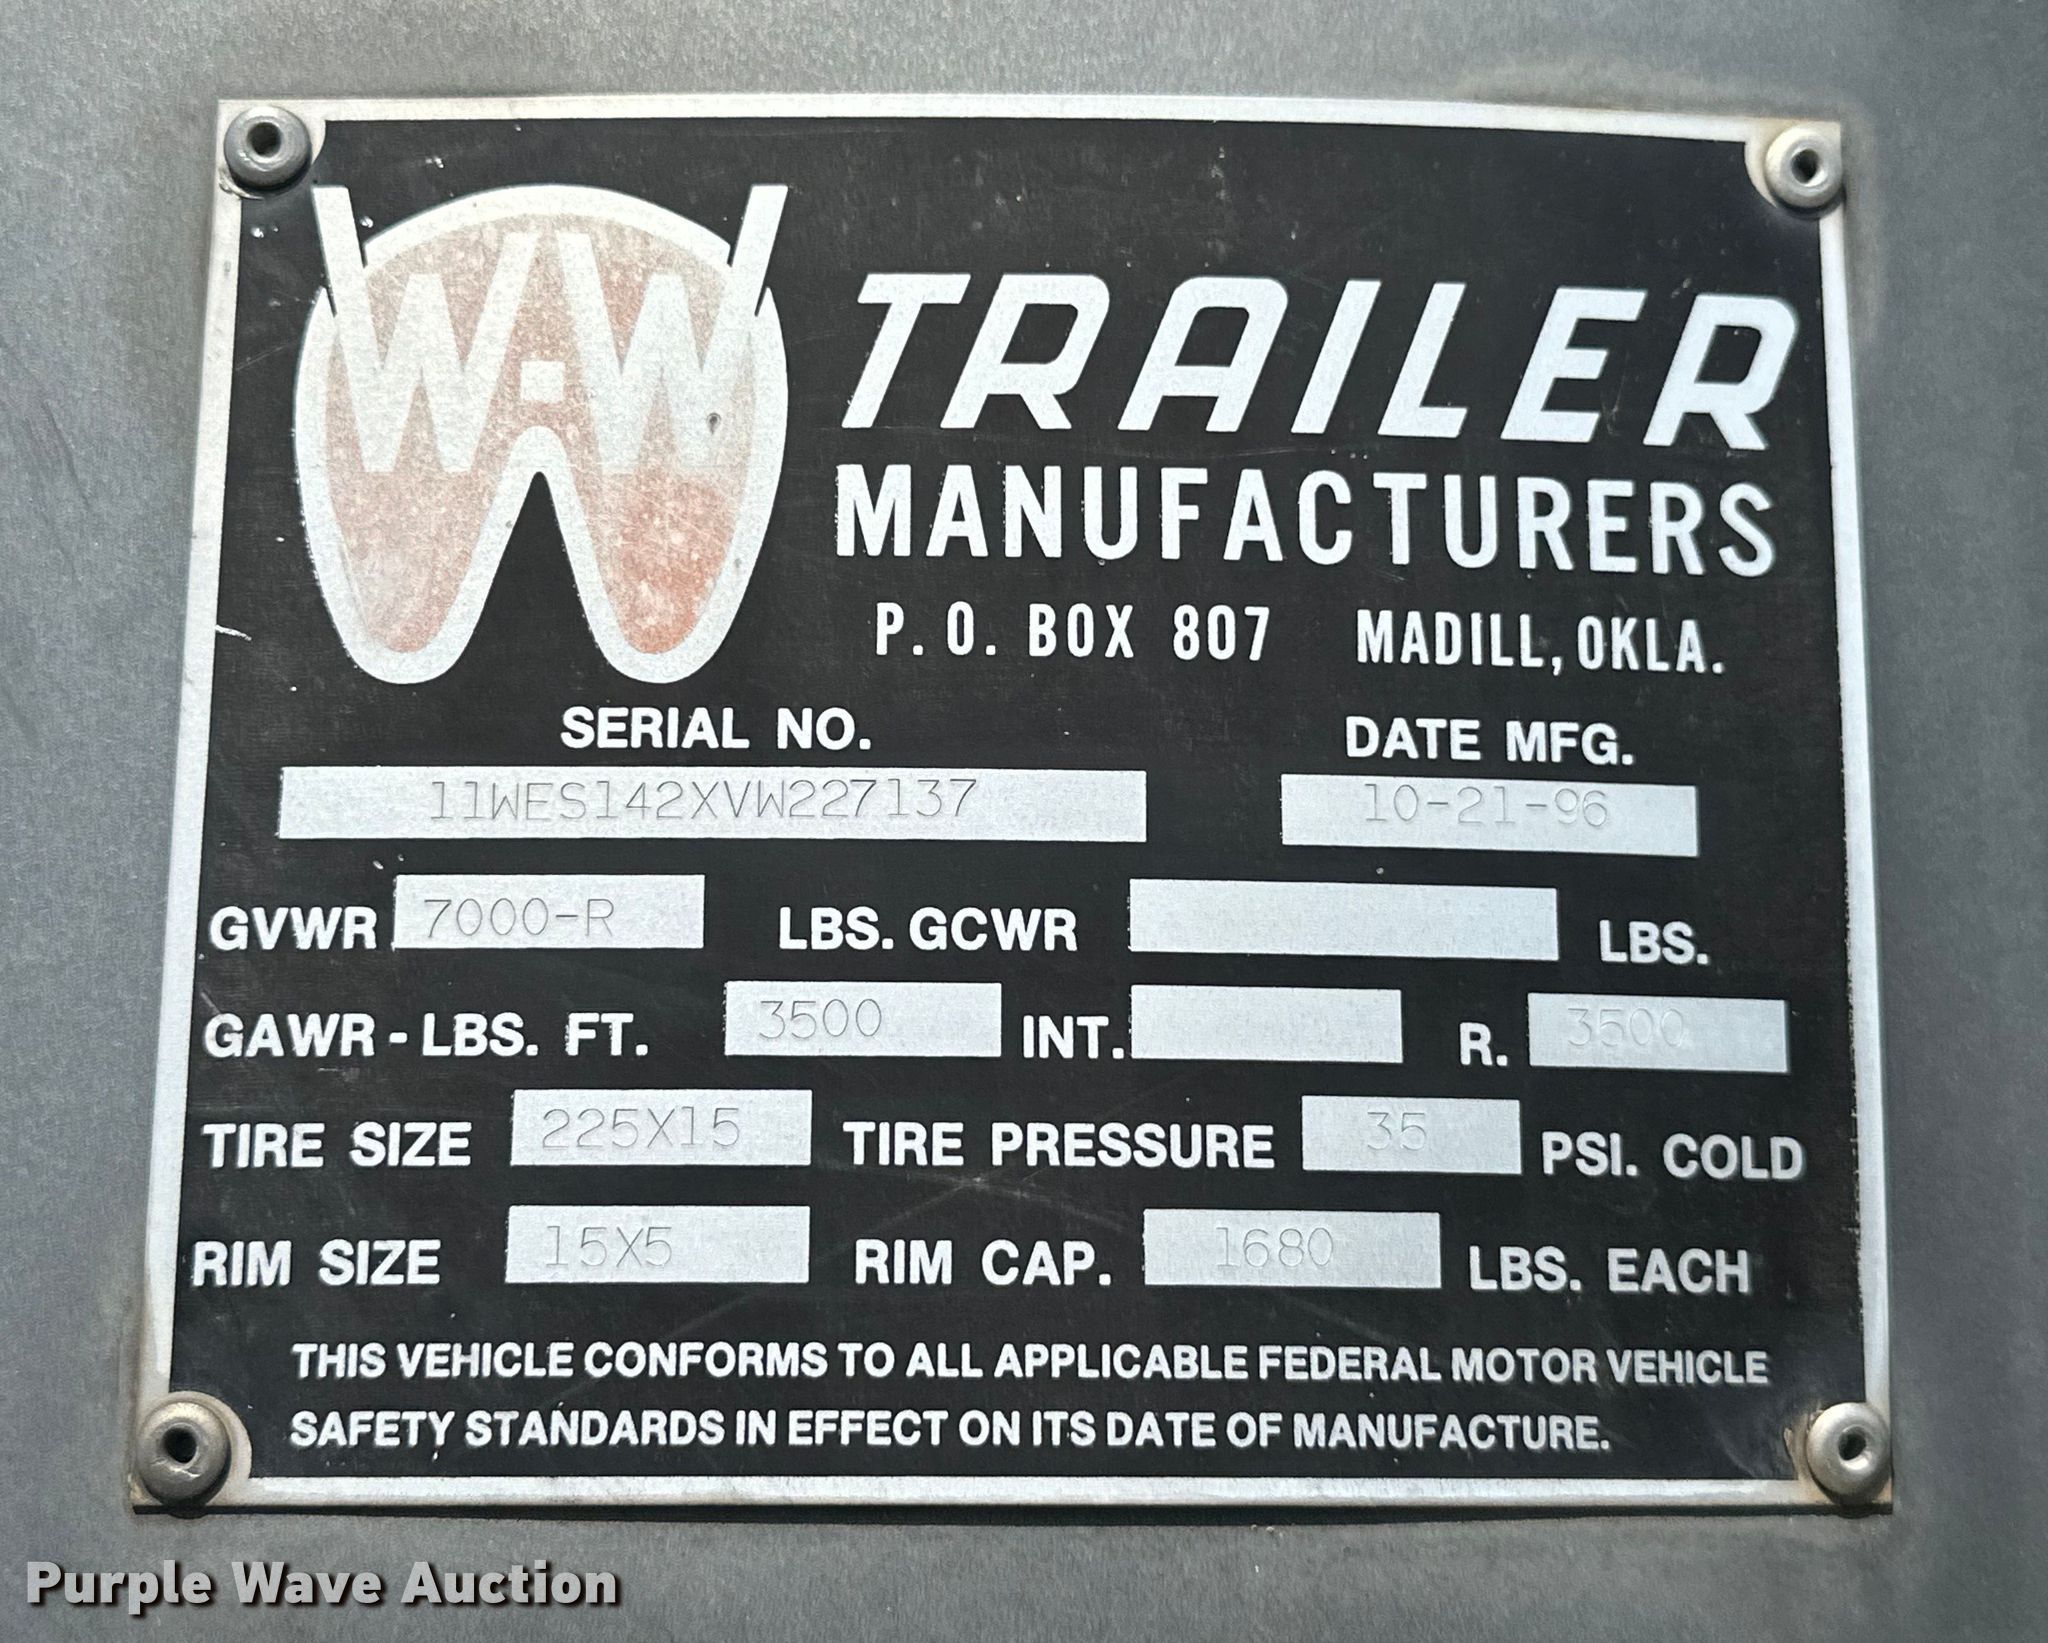 W-W TRAILER
MANUFACTURERS
P. O. BOX 807 MADILL, OKLA.
SERIAL NO. DATE MFG.
11WES142XVW227137 10-21-96
GVWR 7000-R LBS. GCWR LBS.
GAWR - LBS. FT. 3500 INT. R. 3500
TIRE SIZE 225X15 TIRE PRESSURE 35 PSI. COLD
RIM SIZE 15X5 RIM CAP. 1680 LBS. EACH
THIS VEHICLE CONFORMS TO ALL APPLICABLE FEDERAL MOTOR VEHICLE
SAFETY STANDARDS IN EFFECT ON ITS DATE OF MANUFACTURE.
Purple Wave Auction